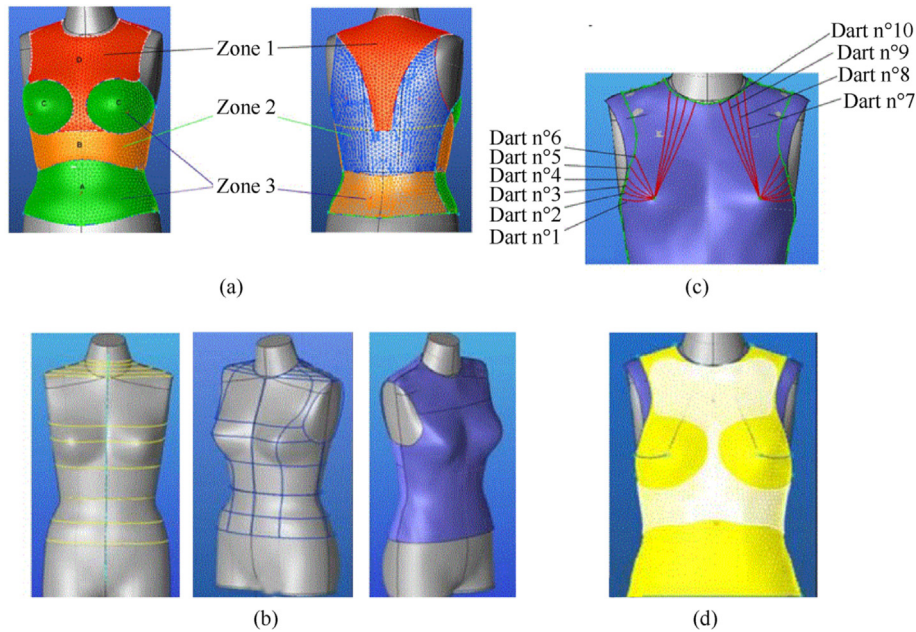 Zone 1
Zone 2
Zone 3
D
C
C
B
A
(a)
Dart n°10
Dart n°9
Dart n°8
Dart n°7
Dart n°6
Dart n°5
Dart n°4
Dart n°3
Dart n°2
Dart n°1
(c)
(b)
(d)